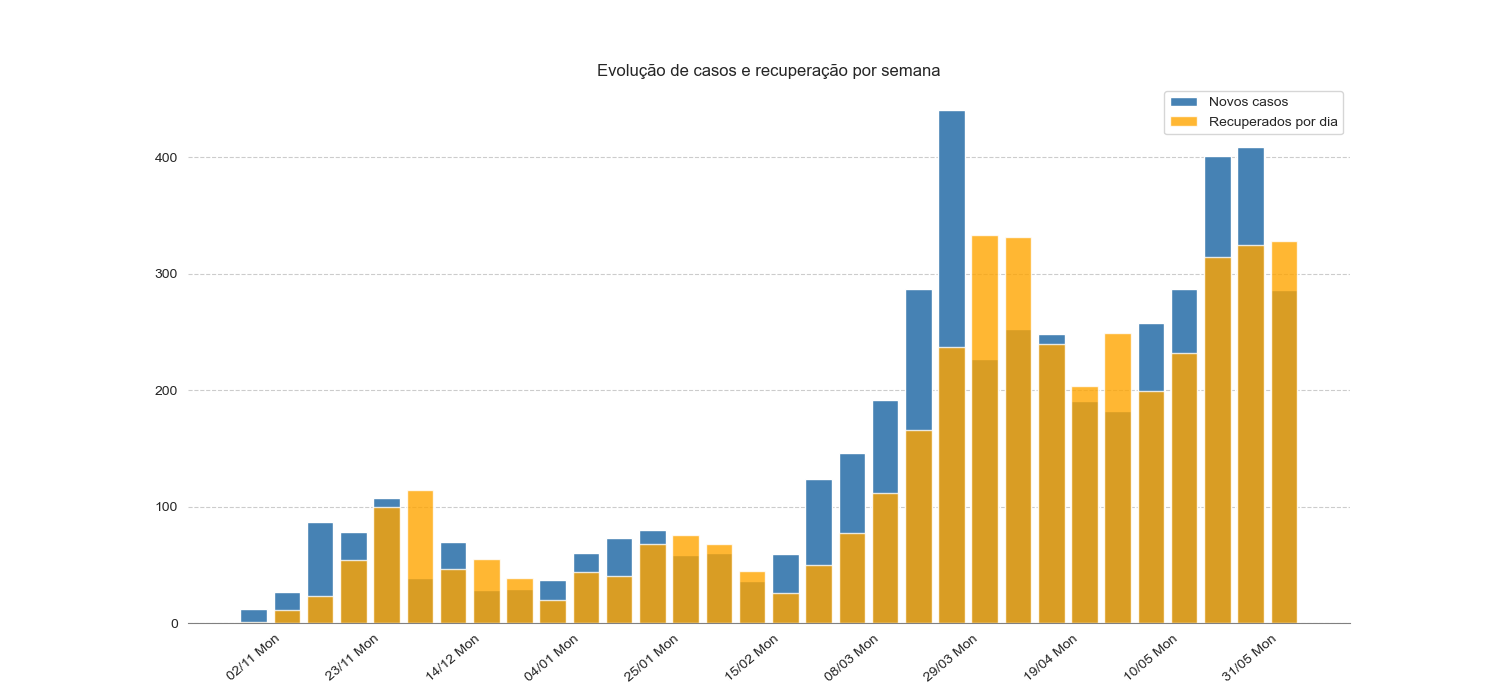 Evolução de casos e recuperação por semana
Novos casos
Recuperados por dia
400
300
200
100
0
02/11 Mon
23/11 Mon
14/12 Mon
04/01 Mon
25/01 Mon
15/02 Mon
08/03 Mon
29/03 Mon
19/04 Mon
10/05 Mon
31/05 Mon